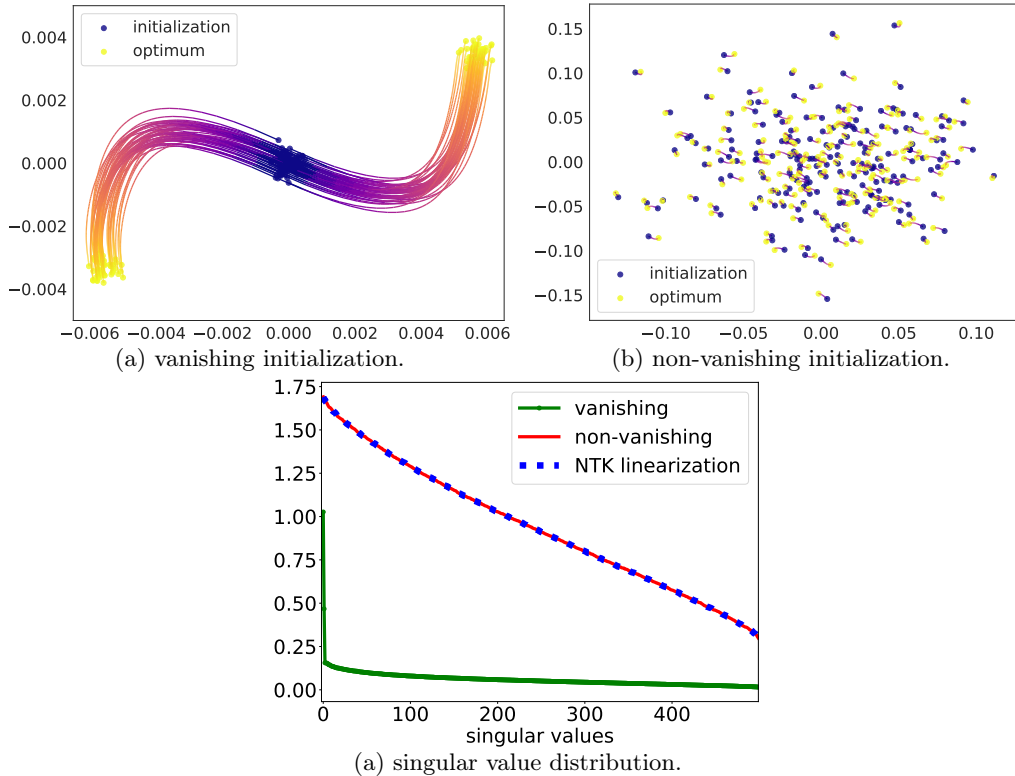 initialization
optimum
0.004
0.002
0.000
−0.002
−0.004
−0.006 −0.004 −0.002 0.000 0.002 0.004 0.006
(a) vanishing initialization.
0.15
0.10
0.05
0.00
−0.05
−0.10
−0.15
initialization
optimum
−0.10 −0.05 0.00 0.05 0.10
(b) non-vanishing initialization.
1.75
1.50
1.25
1.00
0.75
0.50
0.25
0.00
vanishing
non-vanishing
NTK linearization
0 100 200 300 400
singular values
(a) singular value distribution.